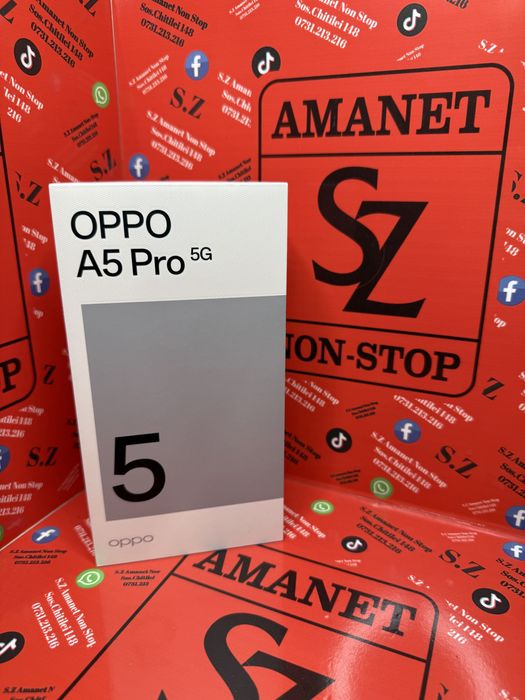 OPPO
A5 Pro 5G
5
oppo
AMANET
SZ
NON-STOP
S.Z Amanet Non Stop
Sos.Chitilei 148
0731.213.216
S.Z
AMANET
SZ